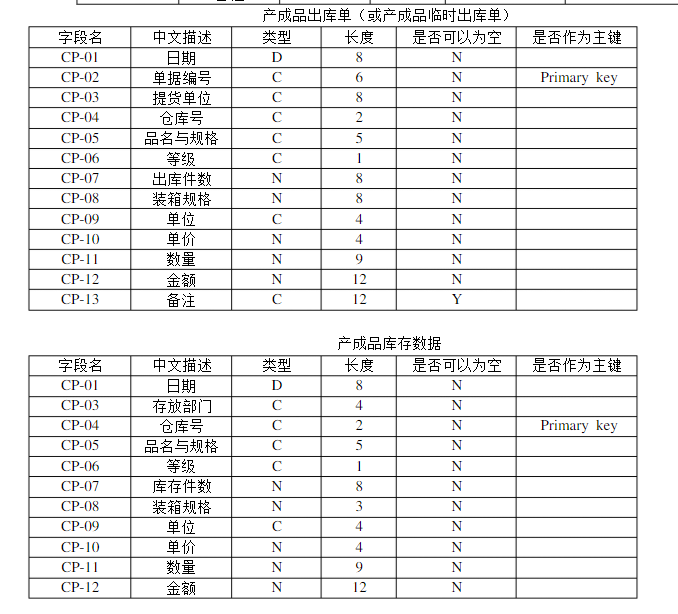 产成品出库单（或产成品临时出库单）
字段名 中文描述 类型 长度 是否可以为空 是否作为主键
CP-01 日期 D 8 N
CP-02 单据编号 C 6 N Primary key
CP-03 提货单位 C 8 N
CP-04 仓库号 C 2 N
CP-05 品名与规格 C 5 N
CP-06 等级 C 1 N
CP-07 出库件数 N 8 N
CP-08 装箱规格 N 8 N
CP-09 单位 C 4 N
CP-10 单价 N 4 N
CP-11 数量 N 9 N
CP-12 金额 N 12 N
CP-13 备注 C 12 Y
产成品库存数据
字段名 中文描述 类型 长度 是否可以为空 是否作为主键
CP-01 日期 D 8 N
CP-03 存放部门 C 4 N
CP-04 仓库号 C 2 N Primary key
CP-05 品名与规格 C 5 N
CP-06 等级 C 1 N
CP-07 库存件数 N 8 N
CP-08 装箱规格 N 3 N
CP-09 单位 C 4 N
CP-10 单价 N 4 N
CP-11 数量 N 9 N
CP-12 金额 N 12 N